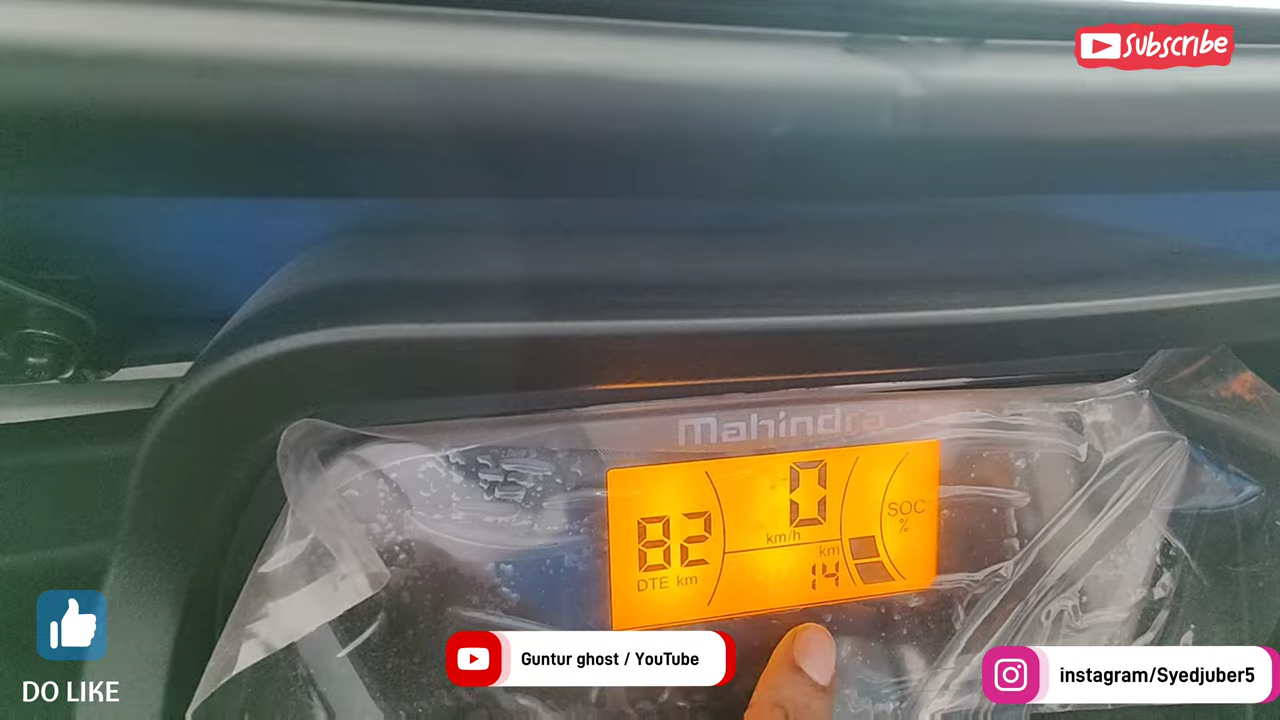 Subscribe
Mahindra
0
km/h
SOC
%
82
DTE km
km
14
Guntur ghost / YouTube
instagram/Syedjuber5
DO LIKE